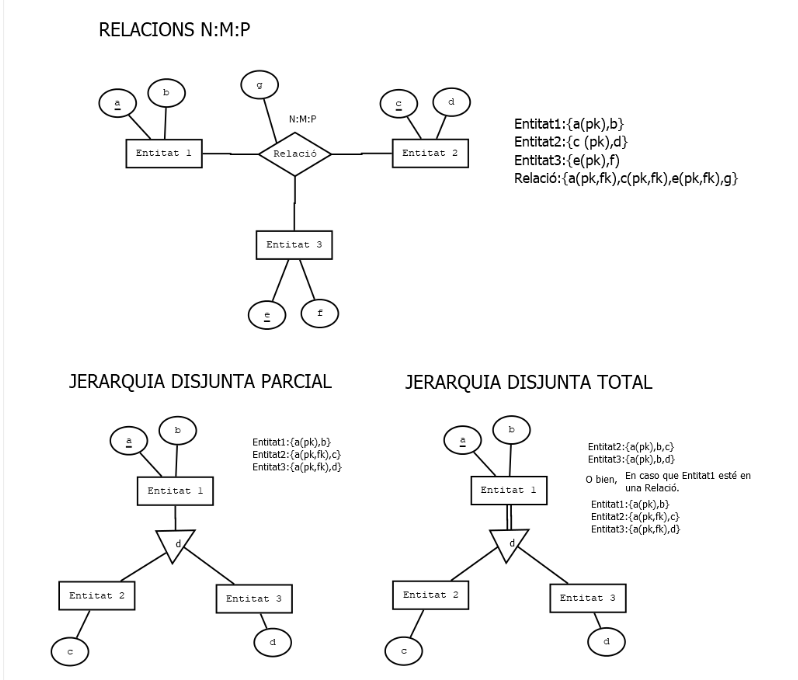 RELACIONS N:M:P
a
b
g
c
d
N:M:P
Entitat 1
Relació
Entitat 2
Entitat 3
e
f
Entitat1:{a(pk),b}
Entitat2:{c (pk),d}
Entitat3:{e(pk),f)
Relació:{a(pk,fk),c(pk,fk),e(pk,fk),g}
JERARQUIA DISJUNTA PARCIAL
a
b
Entitat 1
d
Entitat 2
Entitat 3
c
d
Entitat1:{a(pk),b}
Entitat2:{a(pk,fk),c}
Entitat3:{a(pk,fk),d}
JERARQUIA DISJUNTA TOTAL
a
b
Entitat 1
d
Entitat 2
Entitat 3
c
d
Entitat2:{a(pk),b,c}
Entitat3:{a(pk),b,d}
O bien, En caso que Entitat1 esté en
una Relació.
Entitat1:{a(pk),b}
Entitat2:{a(pk,fk),c}
Entitat3:{a(pk,fk),d}